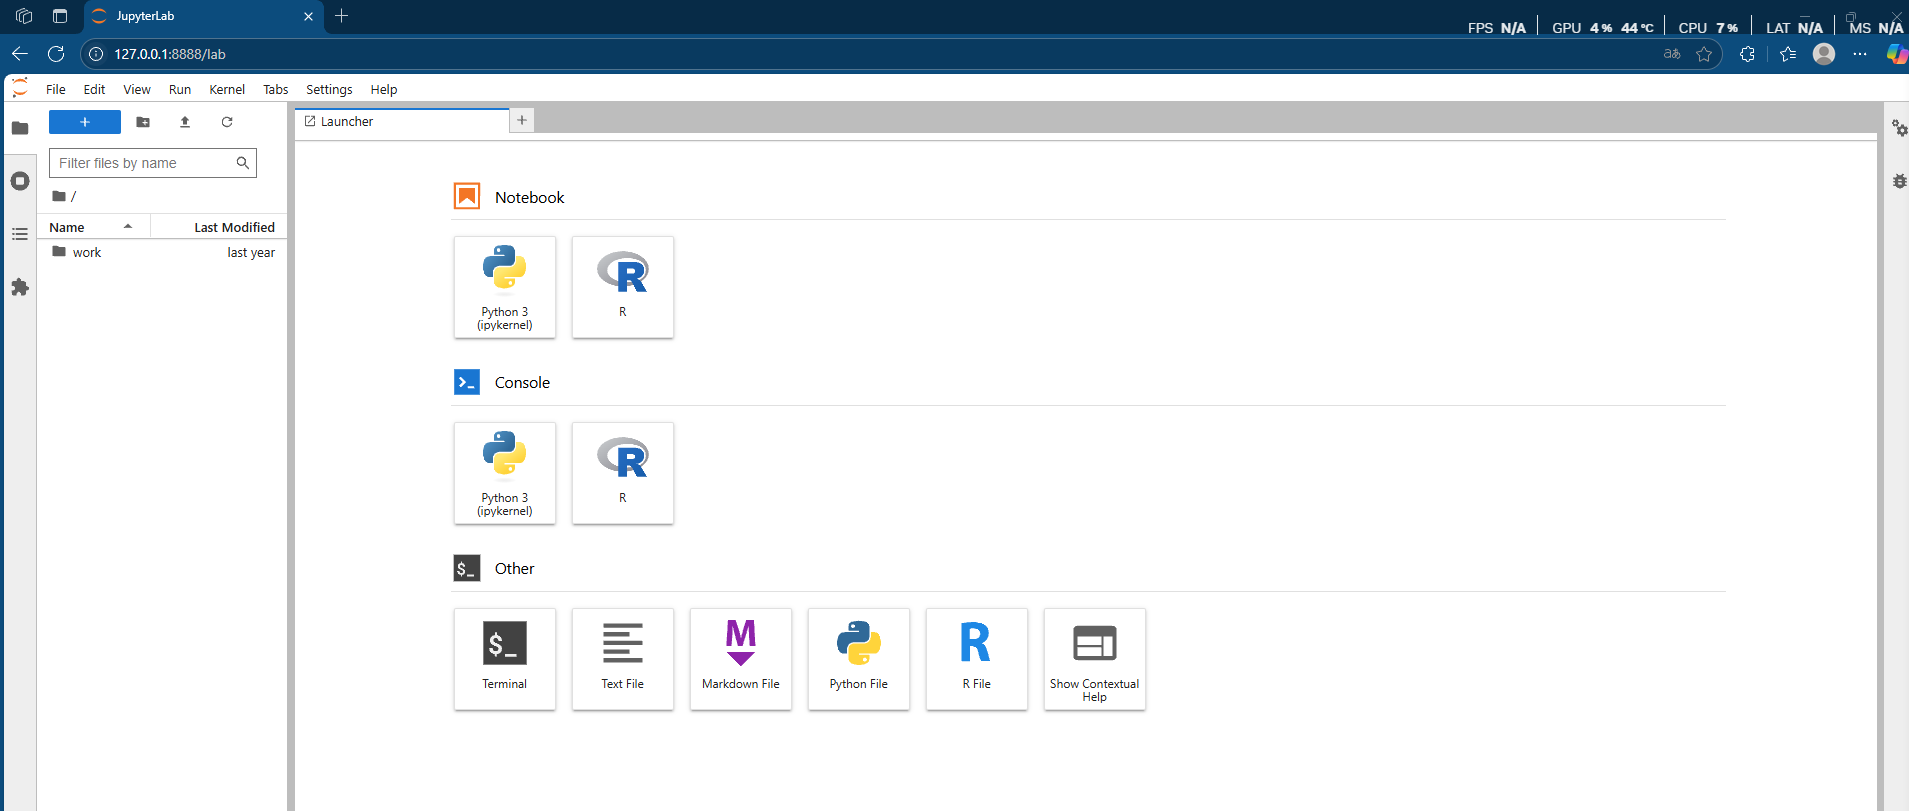 JupyterLab
FPS N/A GPU 4 % 44 °C CPU 7 % LAT N/A MS N/A
127.0.0.1:8888/lab
aあ
File Edit View Run Kernel Tabs Settings Help
Launcher
Filter files by name
/
Name Last Modified
work last year
Notebook
Python 3
(ipykernel)
R
Console
Python 3
(ipykernel)
R
Other
$_
Terminal
Text File
M
Markdown File
Python File
R
R File
Show Contextual
Help